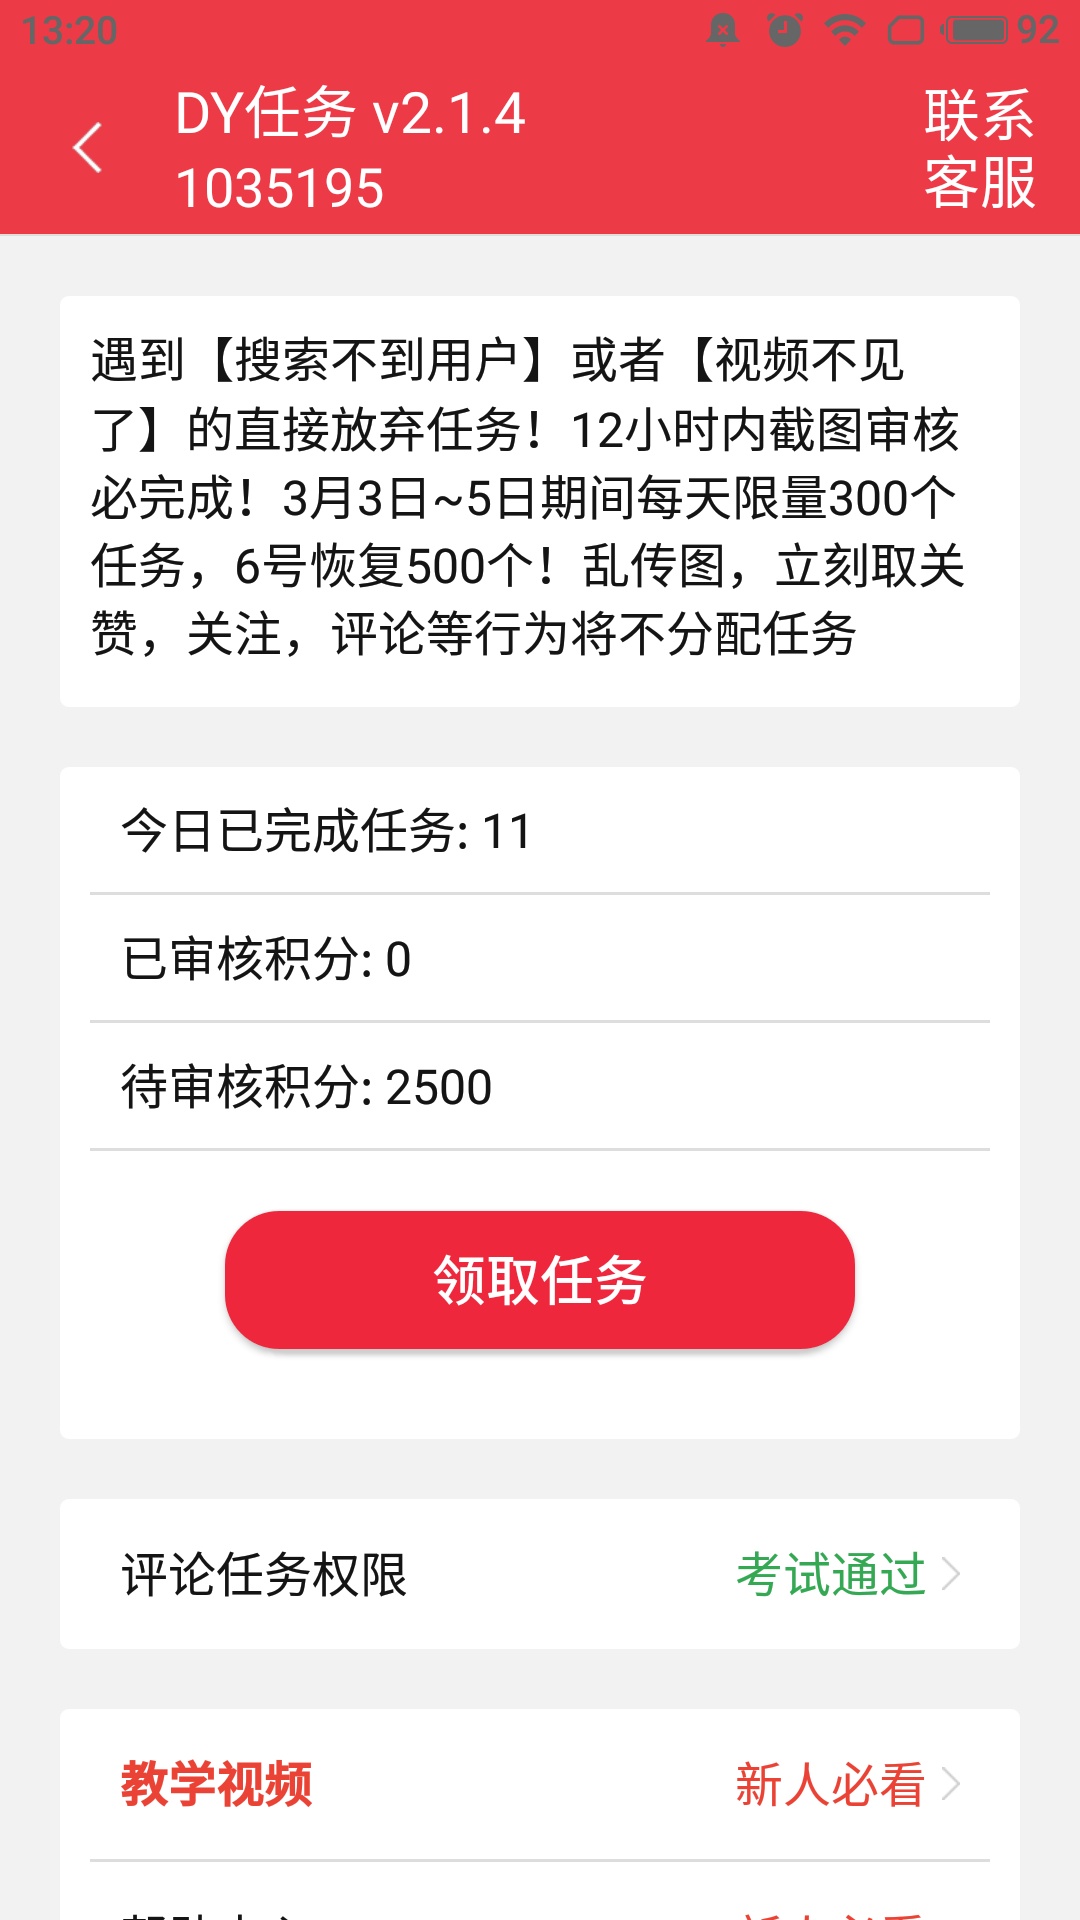 13:20
92
DY任务 v2.1.4
1035195
联系
客服
遇到【搜索不到用户】或者【视频不见
了】的直接放弃任务！12小时内截图审核
必完成！3月3日~5日期间每天限量300个
任务，6号恢复500个！乱传图，立刻取关
赞，关注，评论等行为将不分配任务
今日已完成任务: 11
已审核积分: 0
待审核积分: 2500
领取任务
评论任务权限
考试通过
教学视频
新人必看